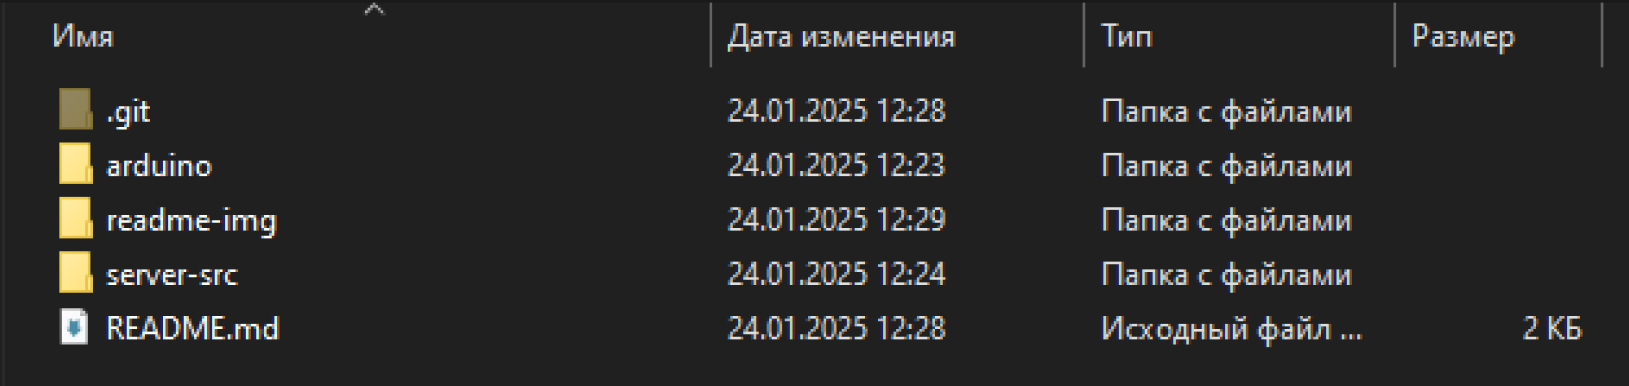 Имя Дата изменения Тип Размер
.git 24.01.2025 12:28 Папка с файлами
arduino 24.01.2025 12:23 Папка с файлами
readme-img 24.01.2025 12:29 Папка с файлами
server-src 24.01.2025 12:24 Папка с файлами
README.md 24.01.2025 12:28 Исходный файл ... 2 КБ